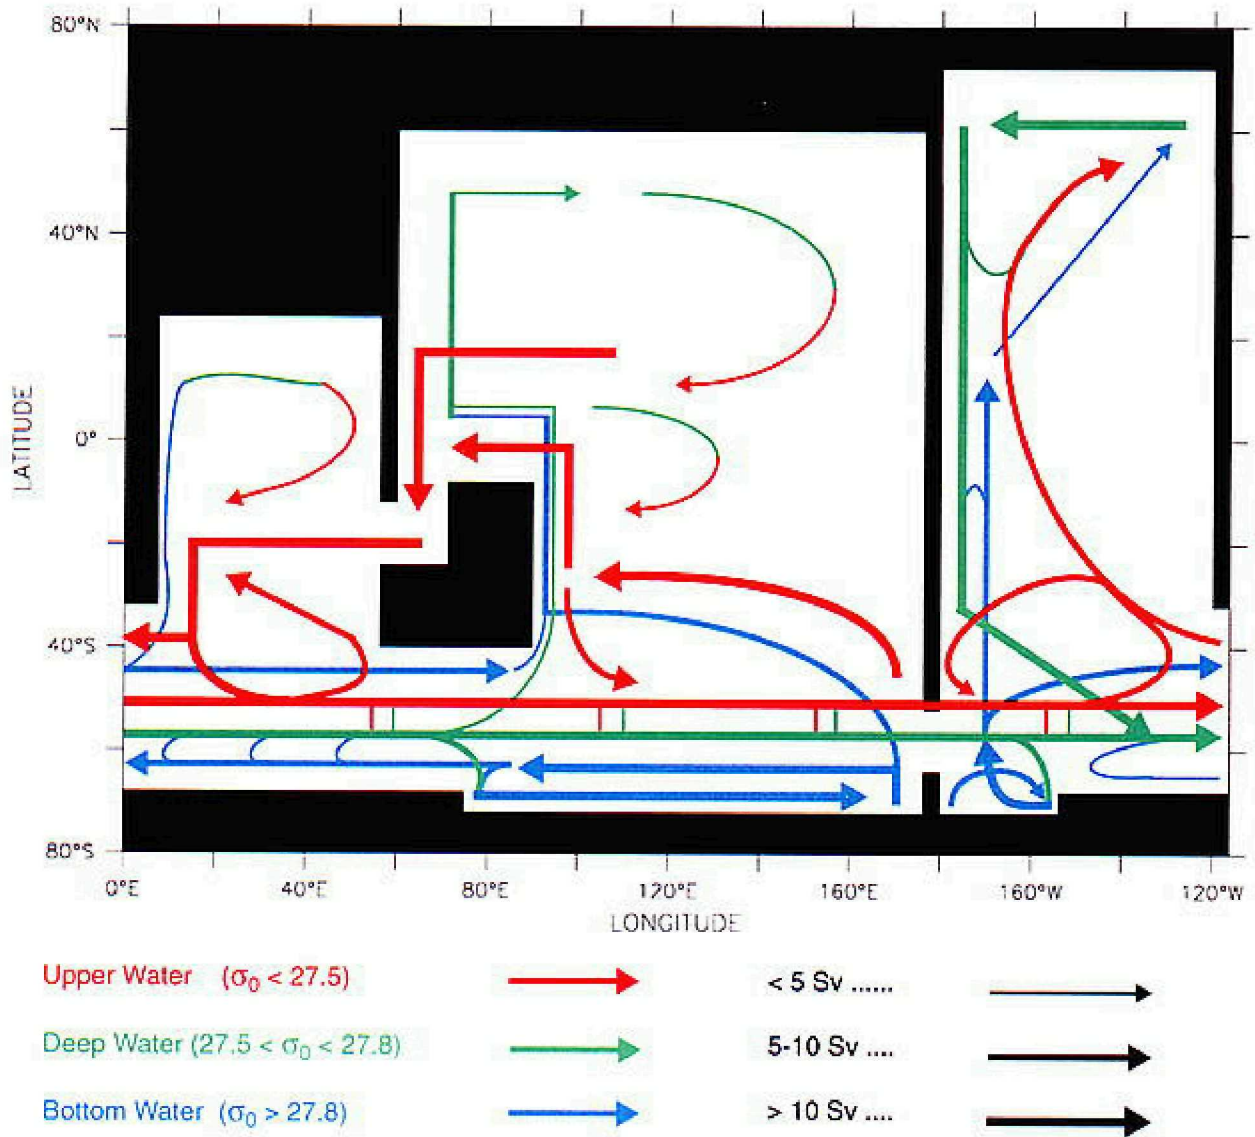 80°N
40°N
0°
40°S
80°S
LATITUDE
0°E 40°E 80°E 120°E 160°E 160°W 120°W
LONGITUDE
Upper Water (σ₀ < 27.5) < 5 Sv ......
Deep Water (27.5 < σ₀ < 27.8) 5-10 Sv ....
Bottom Water (σ₀ > 27.8) > 10 Sv ....